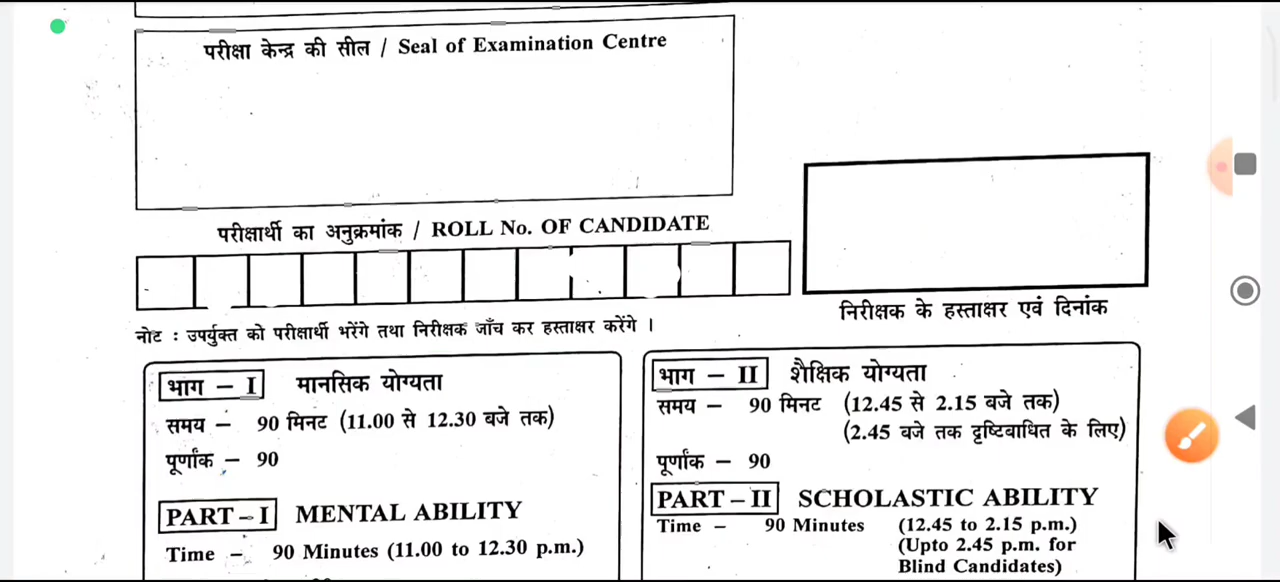 परीक्षा केन्द्र की सील / Seal of Examination Centre
परीक्षार्थी का अनुक्रमांक / ROLL No. OF CANDIDATE
निरीक्षक के हस्ताक्षर एवं दिनांक
नोट : उपर्युक्त को परीक्षार्थी भरेंगे तथा निरीक्षक जाँच कर हस्ताक्षर करेंगे ।
भाग – I मानसिक योग्यता
समय – 90 मिनट (11.00 से 12.30 बजे तक)
पूर्णांक – 90
PART – I MENTAL ABILITY
Time – 90 Minutes (11.00 to 12.30 p.m.)
भाग – II शैक्षिक योग्यता
समय – 90 मिनट (12.45 से 2.15 बजे तक)
(2.45 बजे तक दृष्टिबाधित के लिए)
पूर्णांक – 90
PART – II SCHOLASTIC ABILITY
Time – 90 Minutes (12.45 to 2.15 p.m.)
(Upto 2.45 p.m. for
Blind Candidates)